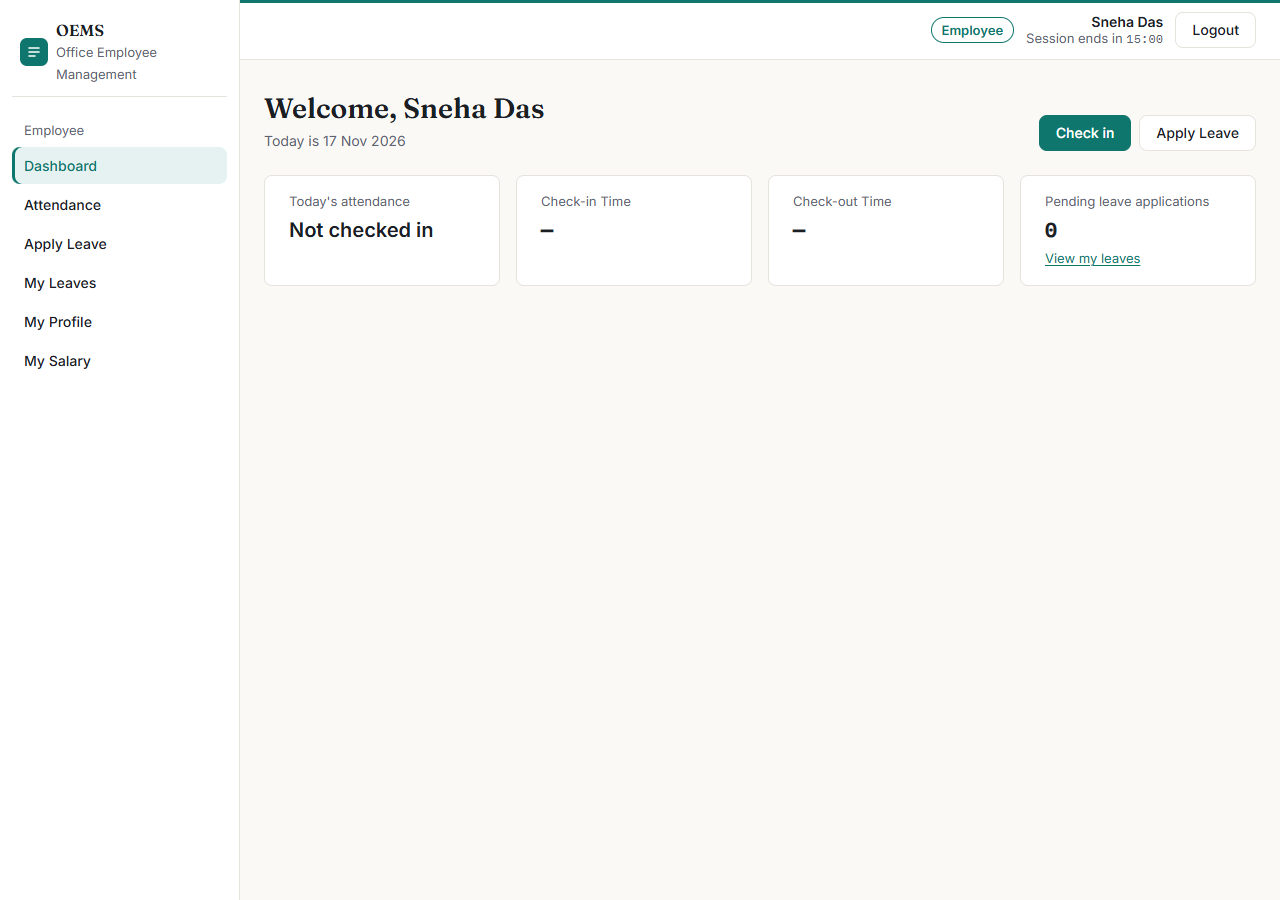 OEMS
Office Employee
Management
Employee
Dashboard
Attendance
Apply Leave
My Leaves
My Profile
My Salary
Employee
Sneha Das
Session ends in 15:00
Logout
Welcome, Sneha Das
Today is 17 Nov 2026
Check in
Apply Leave
Today's attendance
Not checked in
Check-in Time
—
Check-out Time
—
Pending leave applications
0
View my leaves